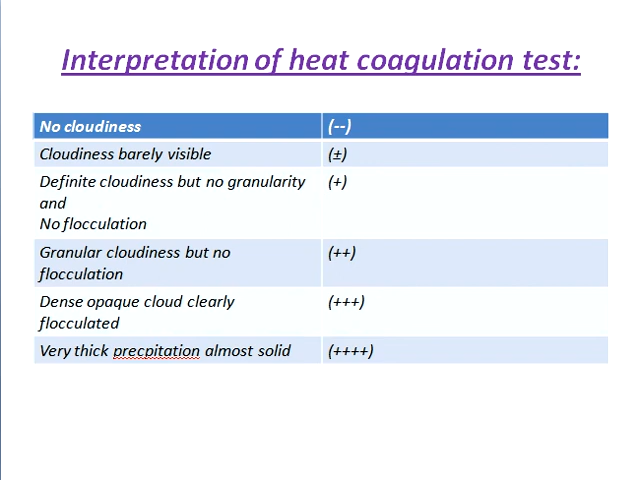 Interpretation of heat coagulation test:
No cloudiness (--)
Cloudiness barely visible (±)
Definite cloudiness but no granularity (+)
and
No flocculation
Granular cloudiness but no (++)
flocculation
Dense opaque cloud clearly (+++)
flocculated
Very thick precpitation almost solid (++++)